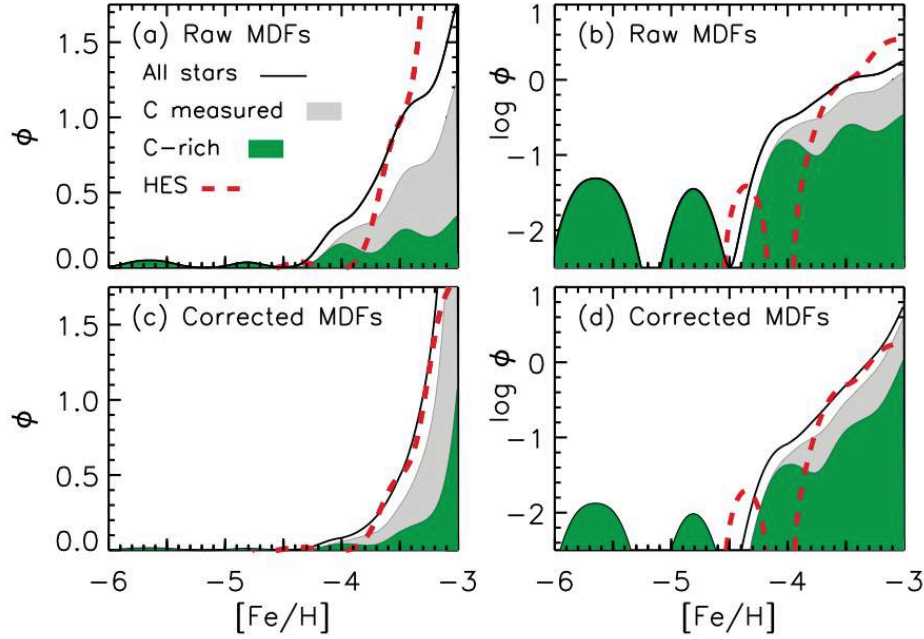 (a) Raw MDFs
All stars
C measured
C-rich
HES
1.5
1.0
0.5
0.0
φ
(b) Raw MDFs
1
0
-1
-2
log φ
(c) Corrected MDFs
1.5
1.0
0.5
0.0
φ
-6 -5 -4 -3
[Fe/H]
(d) Corrected MDFs
1
0
-1
-2
log φ
-6 -5 -4 -3
[Fe/H]